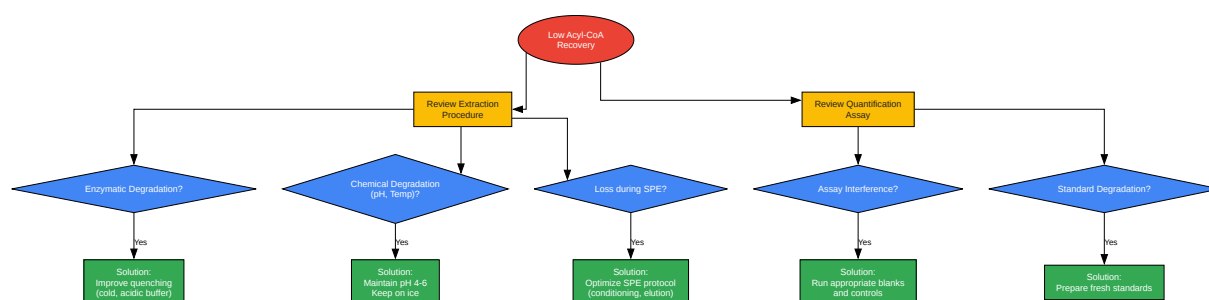 Low Acyl-CoA
Recovery
Review Extraction
Procedure
Review Quantification
Assay
Enzymatic Degradation?
Chemical Degradation
(pH, Temp)?
Loss during SPE?
Assay Interference?
Standard Degradation?
Yes
Yes
Yes
Yes
Yes
Solution:
Improve quenching
(cold, acidic buffer)
Solution:
Maintain pH 4-6
Keep on ice
Solution:
Optimize SPE protocol
(conditioning, elution)
Solution:
Run appropriate blanks
and controls
Solution:
Prepare fresh standards